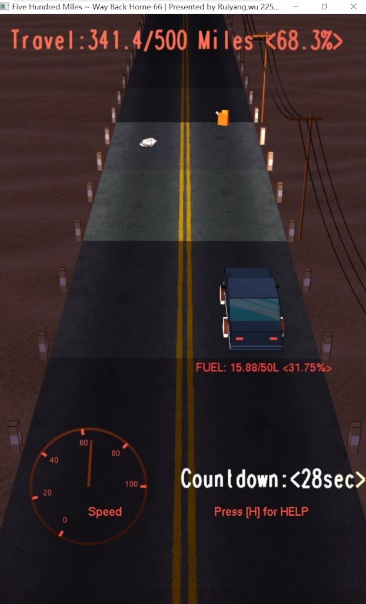 Five Hundred Miles ~ Way Back Home 66 | Presented by Ruiyang.wu 225...
Travel:341.4/500 Miles <68.3%>
FUEL: 15.88/50L <31.75%>
60
40
80
20
100
0
Speed
Countdown:<28sec>
Press [H] for HELP